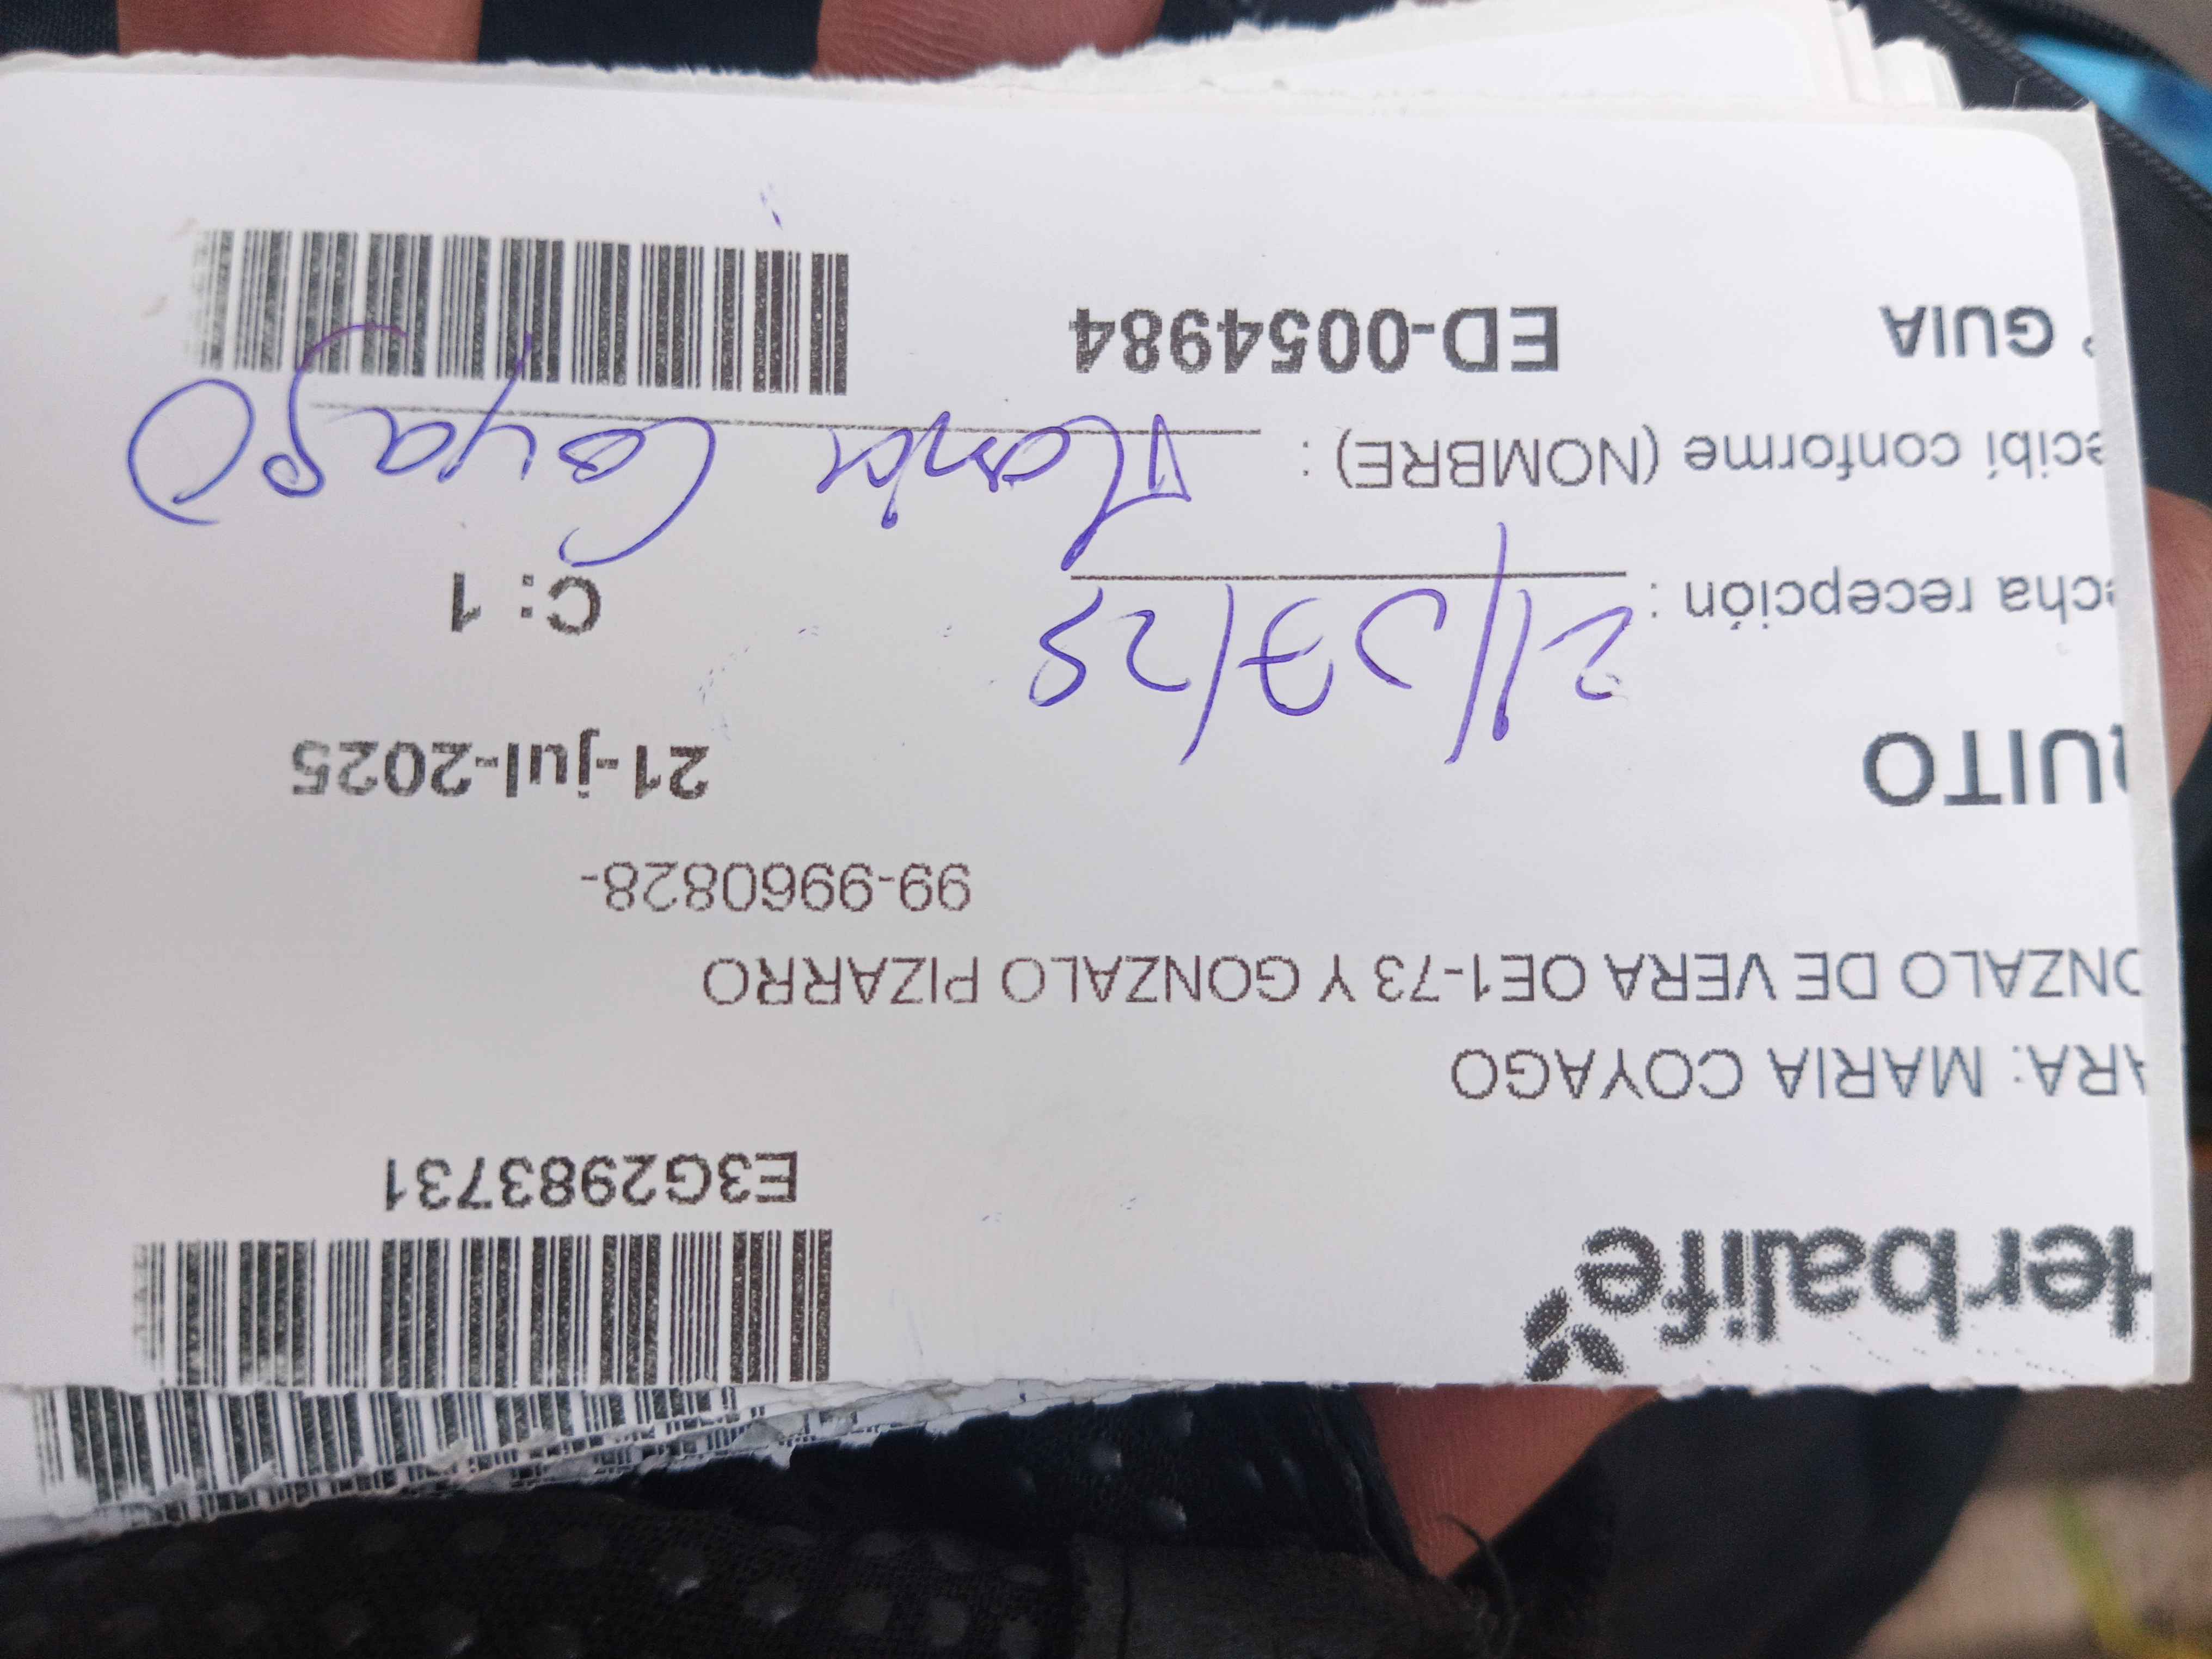 Herbalife
E3G2983731
ARA: MARIA COYAGO
ONZALO DE VERA OE1-73 Y GONZALO PIZARRO
99-9960828-
QUITO 21-jul-2025
echa recepción : 21/07/25 C: 1
ecibí conforme (NOMBRE) : Maria Coyago
° GUIA ED-0054984